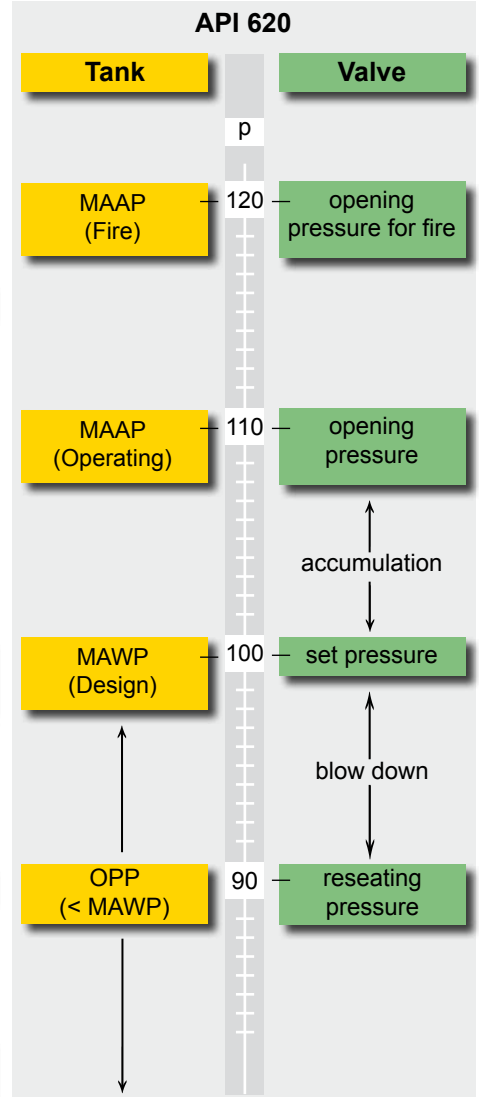 API 620
Tank
Valve
p
MAAP
(Fire)
120
opening
pressure for fire
MAAP
(Operating)
110
opening
pressure
accumulation
MAWP
(Design)
100
set pressure
blow down
OPP
(< MAWP)
90
reseating
pressure